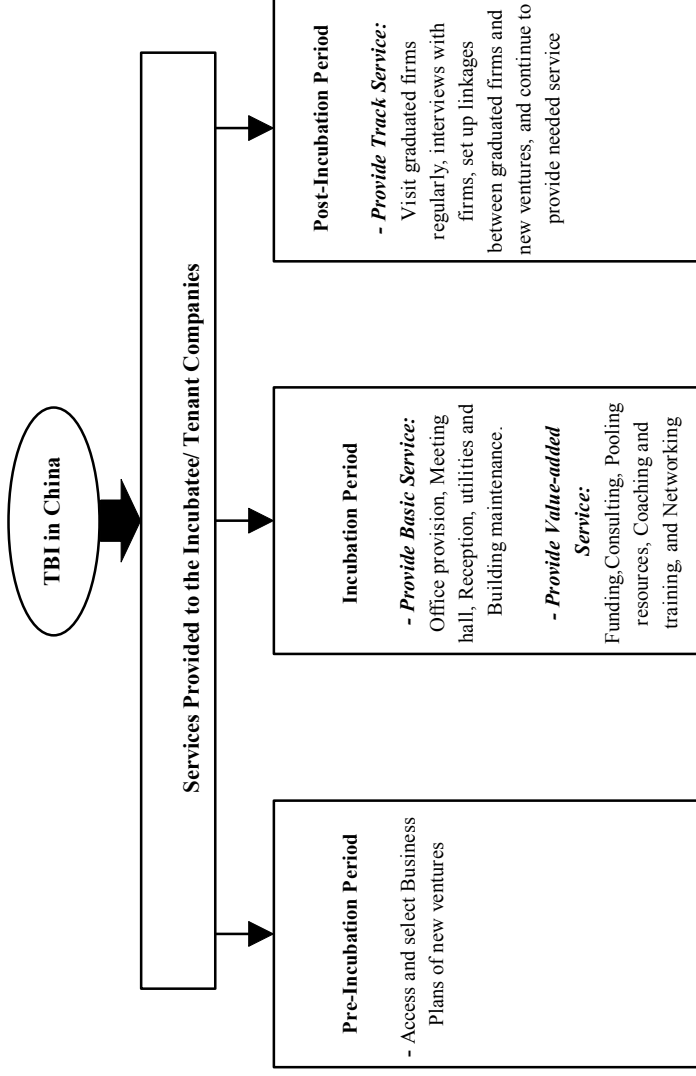 TBI in China
Services Provided to the Incubatee/ Tenant Companies
Pre-Incubation Period
- Access and select Business
Plans of new ventures
Incubation Period
- Provide Basic Service:
Office provision, Meeting
hall, Reception, utilities and
Building maintenance.
- Provide Value-added
Service:
Funding,Consulting, Pooling
resources, Coaching and
training, and Networking
Post-Incubation Period
- Provide Track Service:
Visit graduated firms
regularly, interviews with
firms, set up linkages
between graduated firms and
new ventures, and continue to
provide needed service